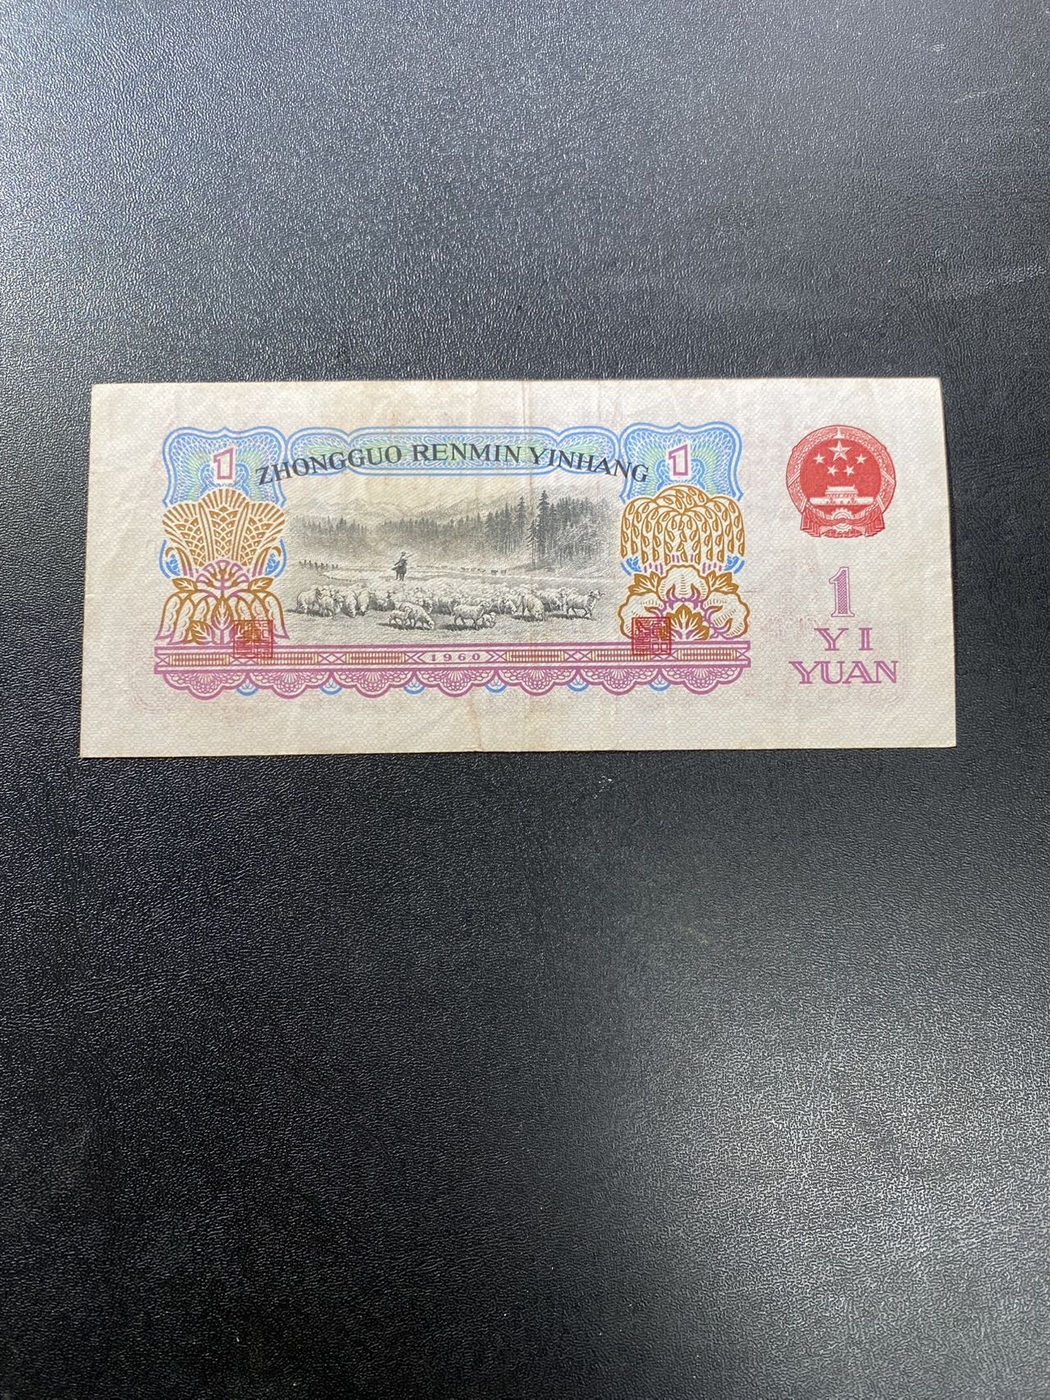 1
ZHONGGUO RENMIN YINHANG
1
1960
1
YI
YUAN